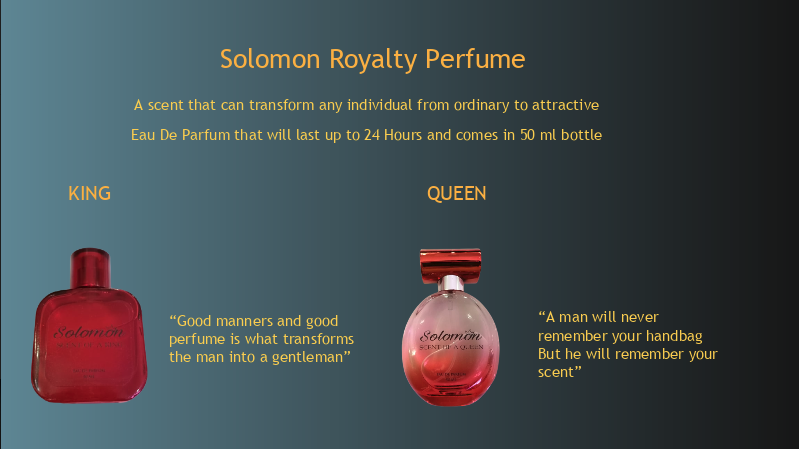 Solomon Royalty Perfume
A scent that can transform any individual from ordinary to attractive
Eau De Parfum that will last up to 24 Hours and comes in 50 ml bottle
KING
QUEEN
Solomon
“Good manners and good
perfume is what transforms
the man into a gentleman”
Solomon
SCENT OF A QUEEN
“A man will never
remember your handbag
But he will remember your
scent”